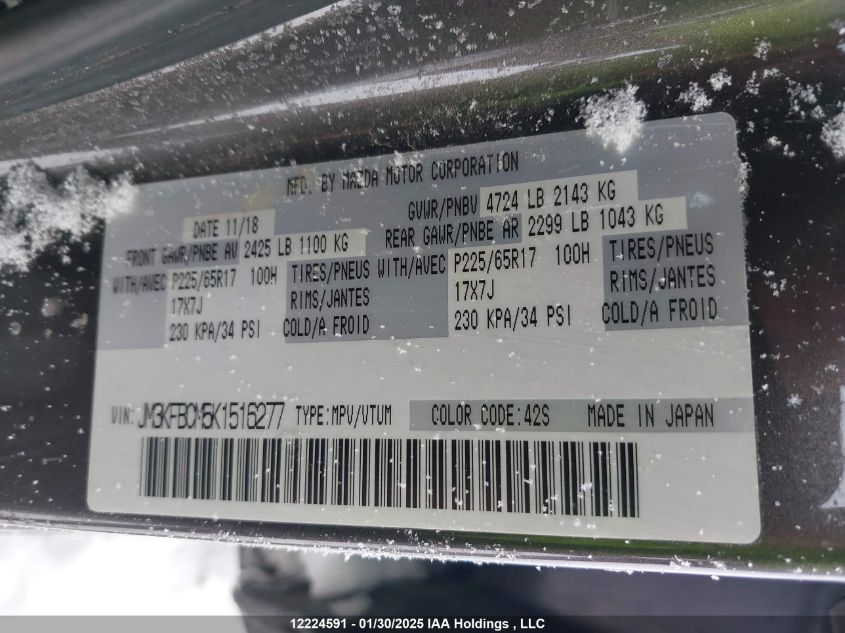 MFD. BY MAZDA MOTOR CORPORATION
DATE 11/18 GVWR/PNBV 4724 LB 2143 KG
FRONT GAWR/PNBE AV 2425 LB 1100 KG REAR GAWR/PNBE AR 2299 LB 1043 KG
WITH/AVEC P225/65R17 100H TIRES/PNEUS WITH/AVEC P225/65R17 100H TIRES/PNEUS
17X7J RIMS/JANTES 17X7J RIMS/JANTES
230 KPA/34 PSI COLD/A FROID 230 KPA/34 PSI COLD/A FROID
VIN: JM3KFBCM5K1516277 TYPE:MPV/VTUM COLOR CODE:42S MADE IN JAPAN
12224591 - 01/30/2025 IAA Holdings , LLC